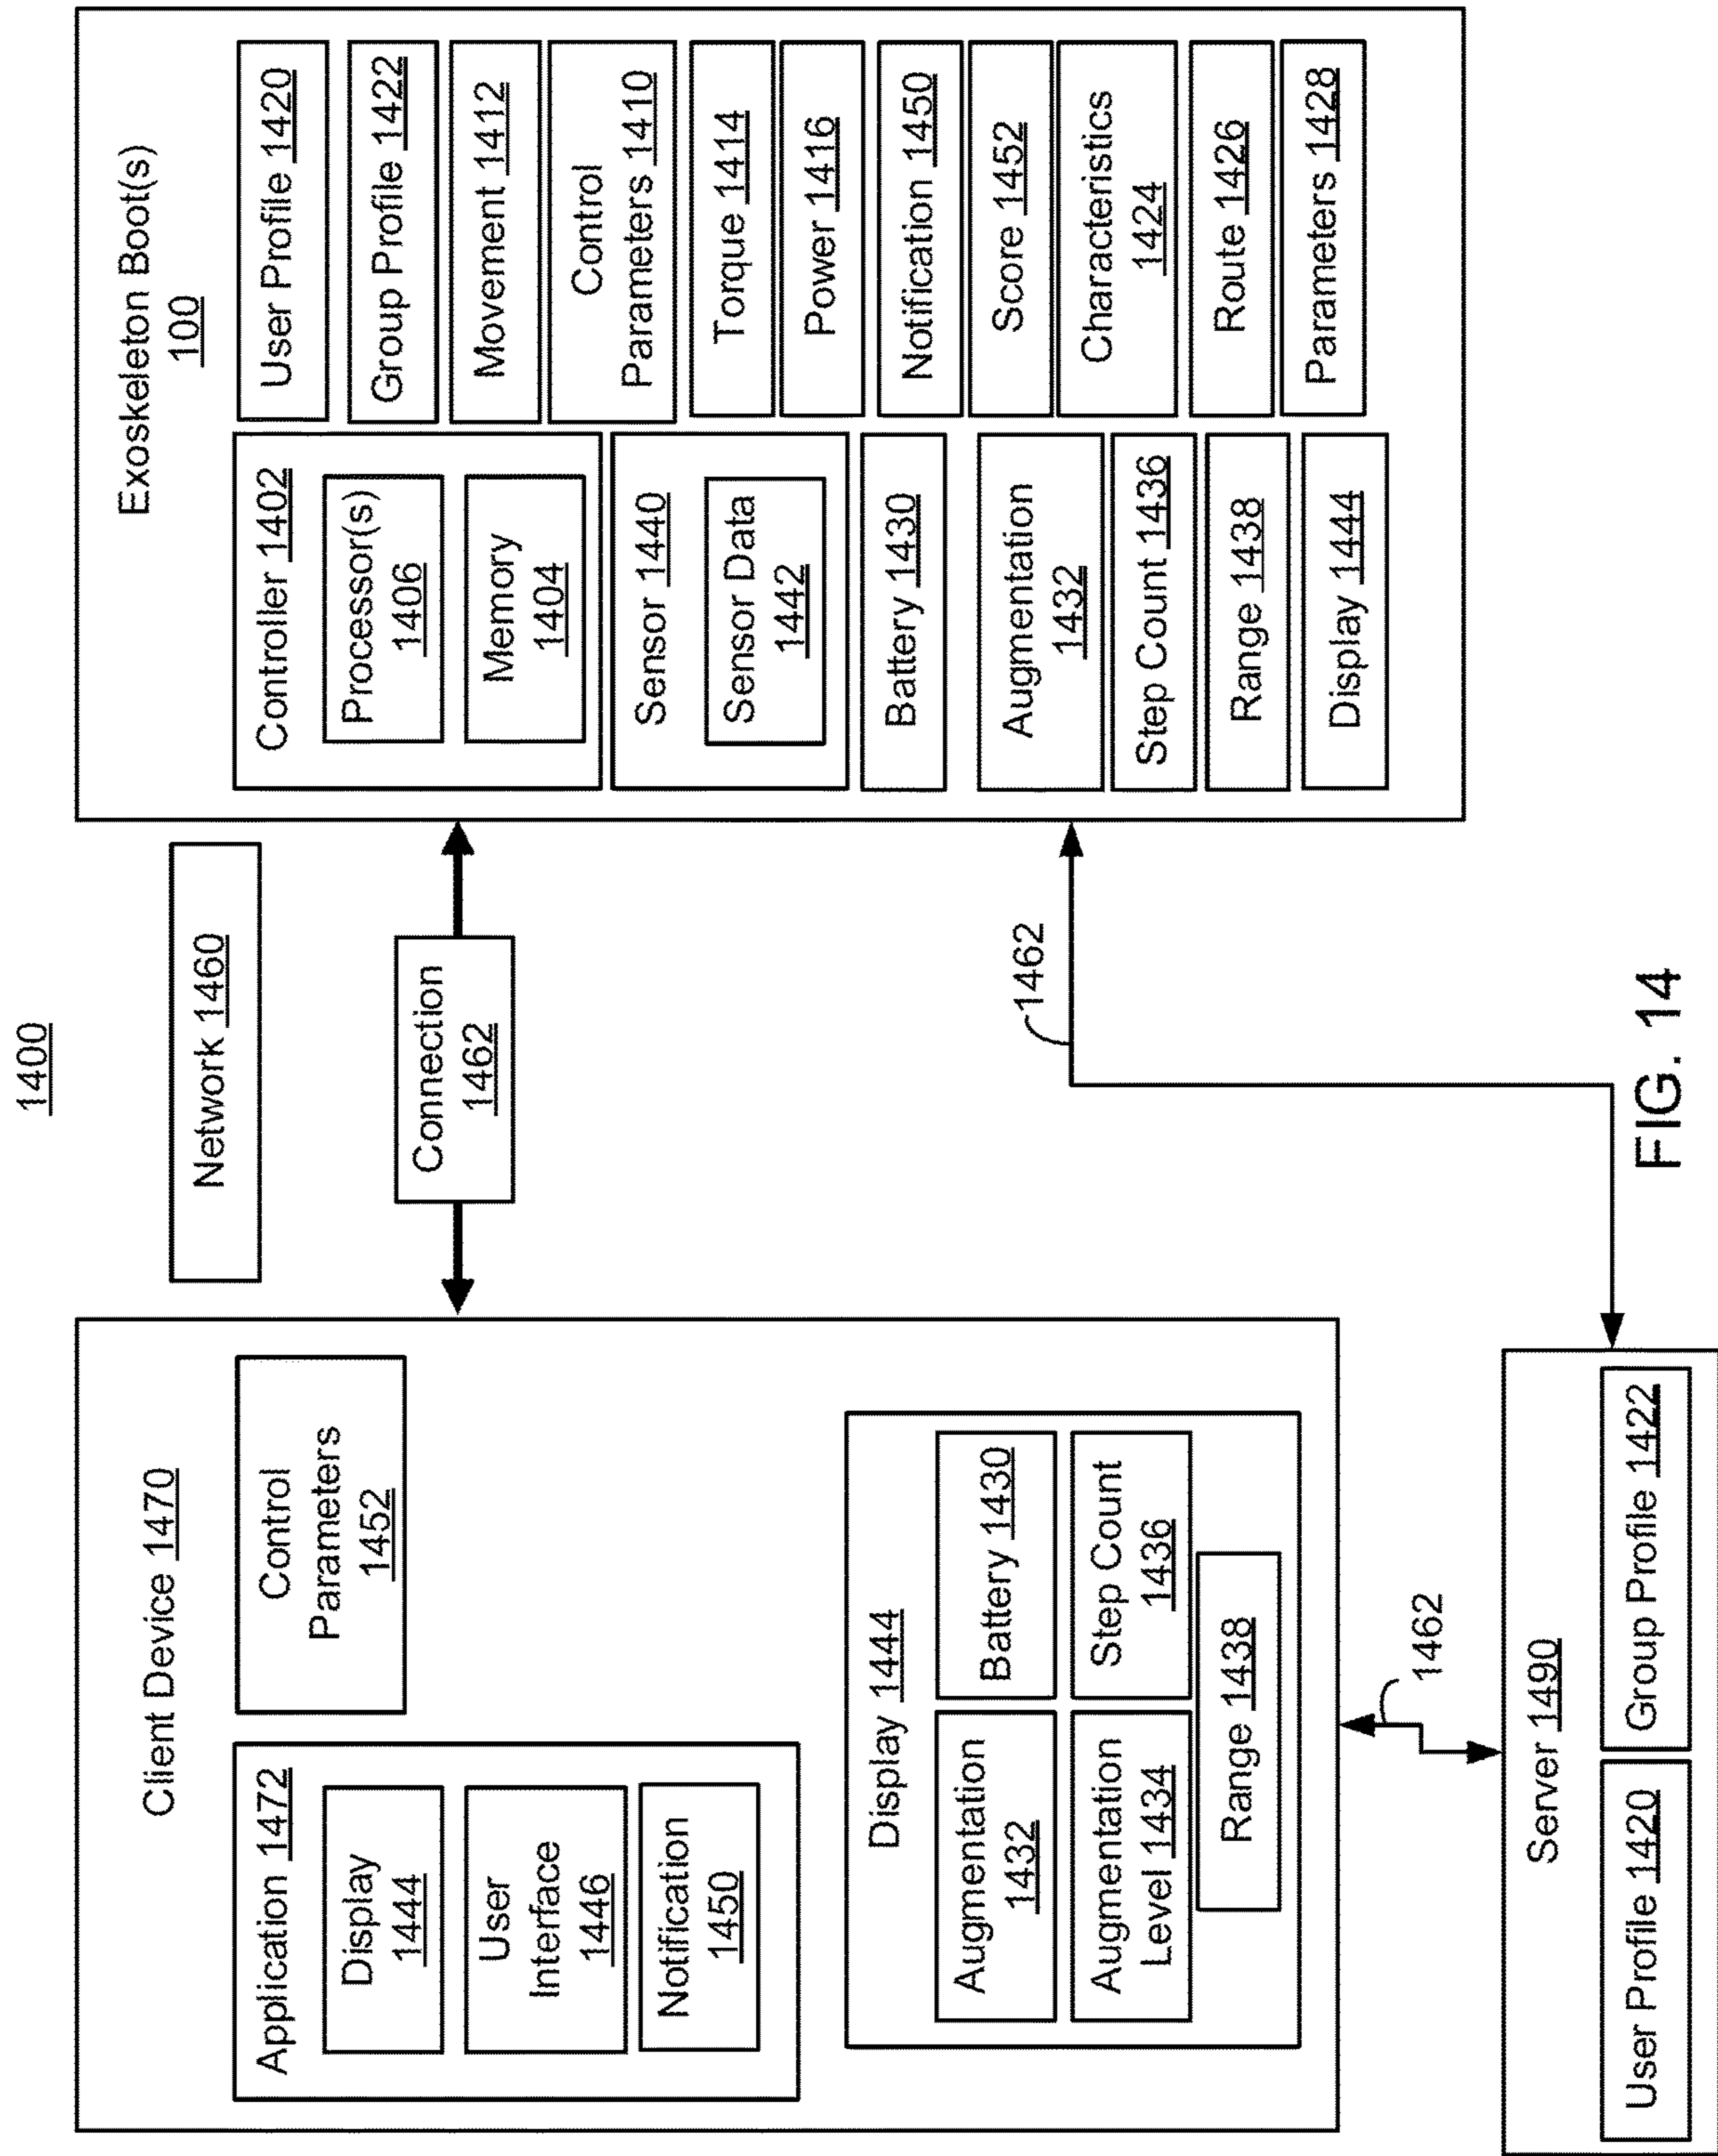 1400
Client Device 1470
Application 1472
Display
1444
User
Interface
1446
Notification
1450
Control
Parameters
1452
Display 1444
Augmentation
1432
Battery 1430
Augmentation
Level 1434
Step Count
1436
Range 1438
Network 1460
Connection
1462
Exoskeleton Boot(s)
100
Controller 1402
Processor(s)
1406
Memory
1404
Sensor 1440
Sensor Data
1442
Battery 1430
Augmentation
1432
Step Count 1436
Range 1438
Display 1444
User Profile 1420
Group Profile 1422
Movement 1412
Control
Parameters 1410
Torque 1414
Power 1416
Notification 1450
Score 1452
Characteristics
1424
Route 1426
Parameters 1428
1462
1462
Server 1490
User Profile 1420
Group Profile 1422
FIG. 14